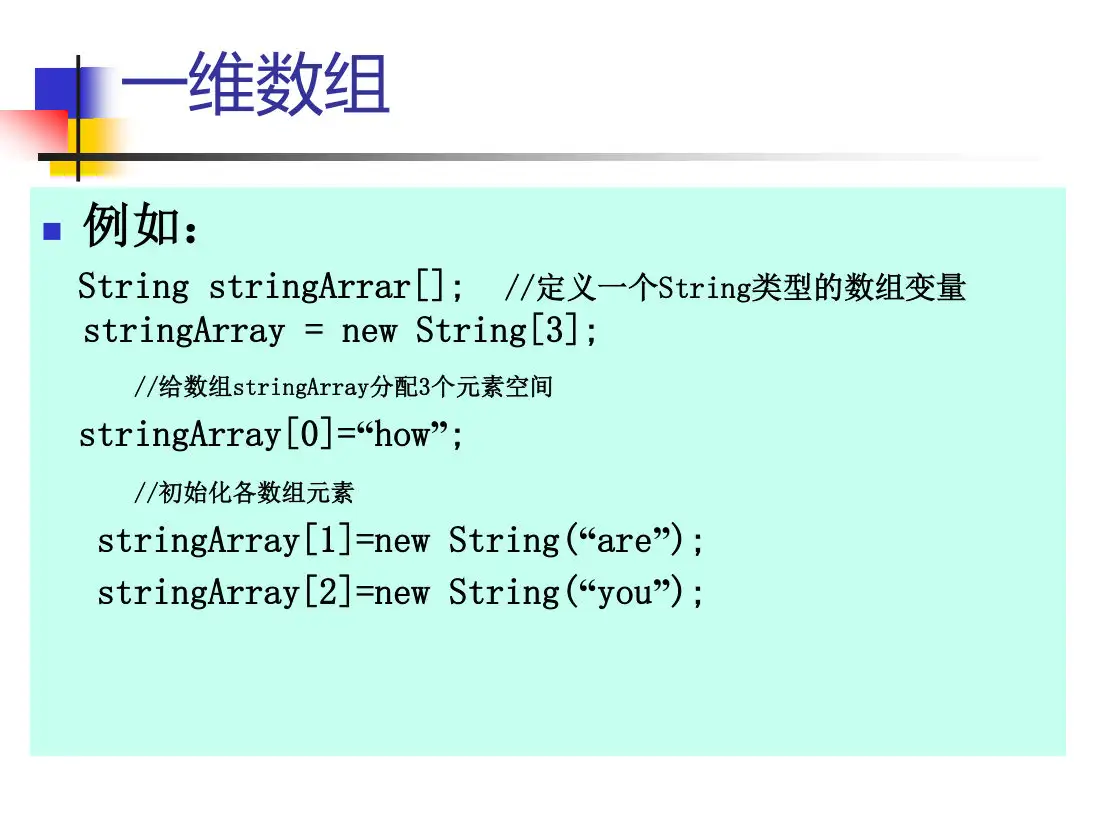 一维数组
例如：
String stringArrar[]; //定义一个String类型的数组变量
stringArray = new String[3];
//给数组stringArray分配3个元素空间
stringArray[0]=“how”;
//初始化各数组元素
stringArray[1]=new String(“are”);
stringArray[2]=new String(“you”);